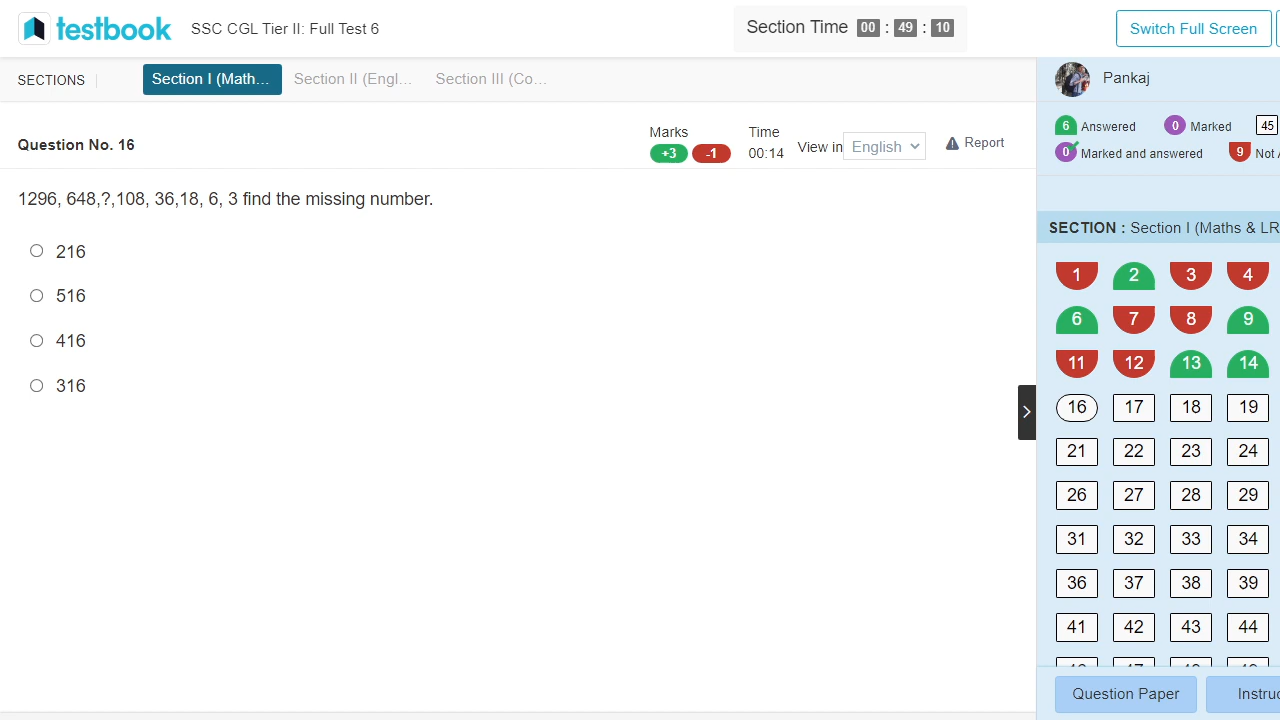 testbook SSC CGL Tier II: Full Test 6 Section Time 00 : 49 : 10 Switch Full Screen
SECTIONS Section I (Math... Section II (Engl... Section III (Co...
Pankaj
6 Answered 0 Marked 45
0 Marked and answered 9 Not
Question No. 16 Marks +3 -1 Time 00:14 View in English Report
1296, 648,?,108, 36,18, 6, 3 find the missing number.
216
516
416
316
SECTION : Section I (Maths & LR
1 2 3 4
6 7 8 9
11 12 13 14
16 17 18 19
21 22 23 24
26 27 28 29
31 32 33 34
36 37 38 39
41 42 43 44
Question Paper Instruc